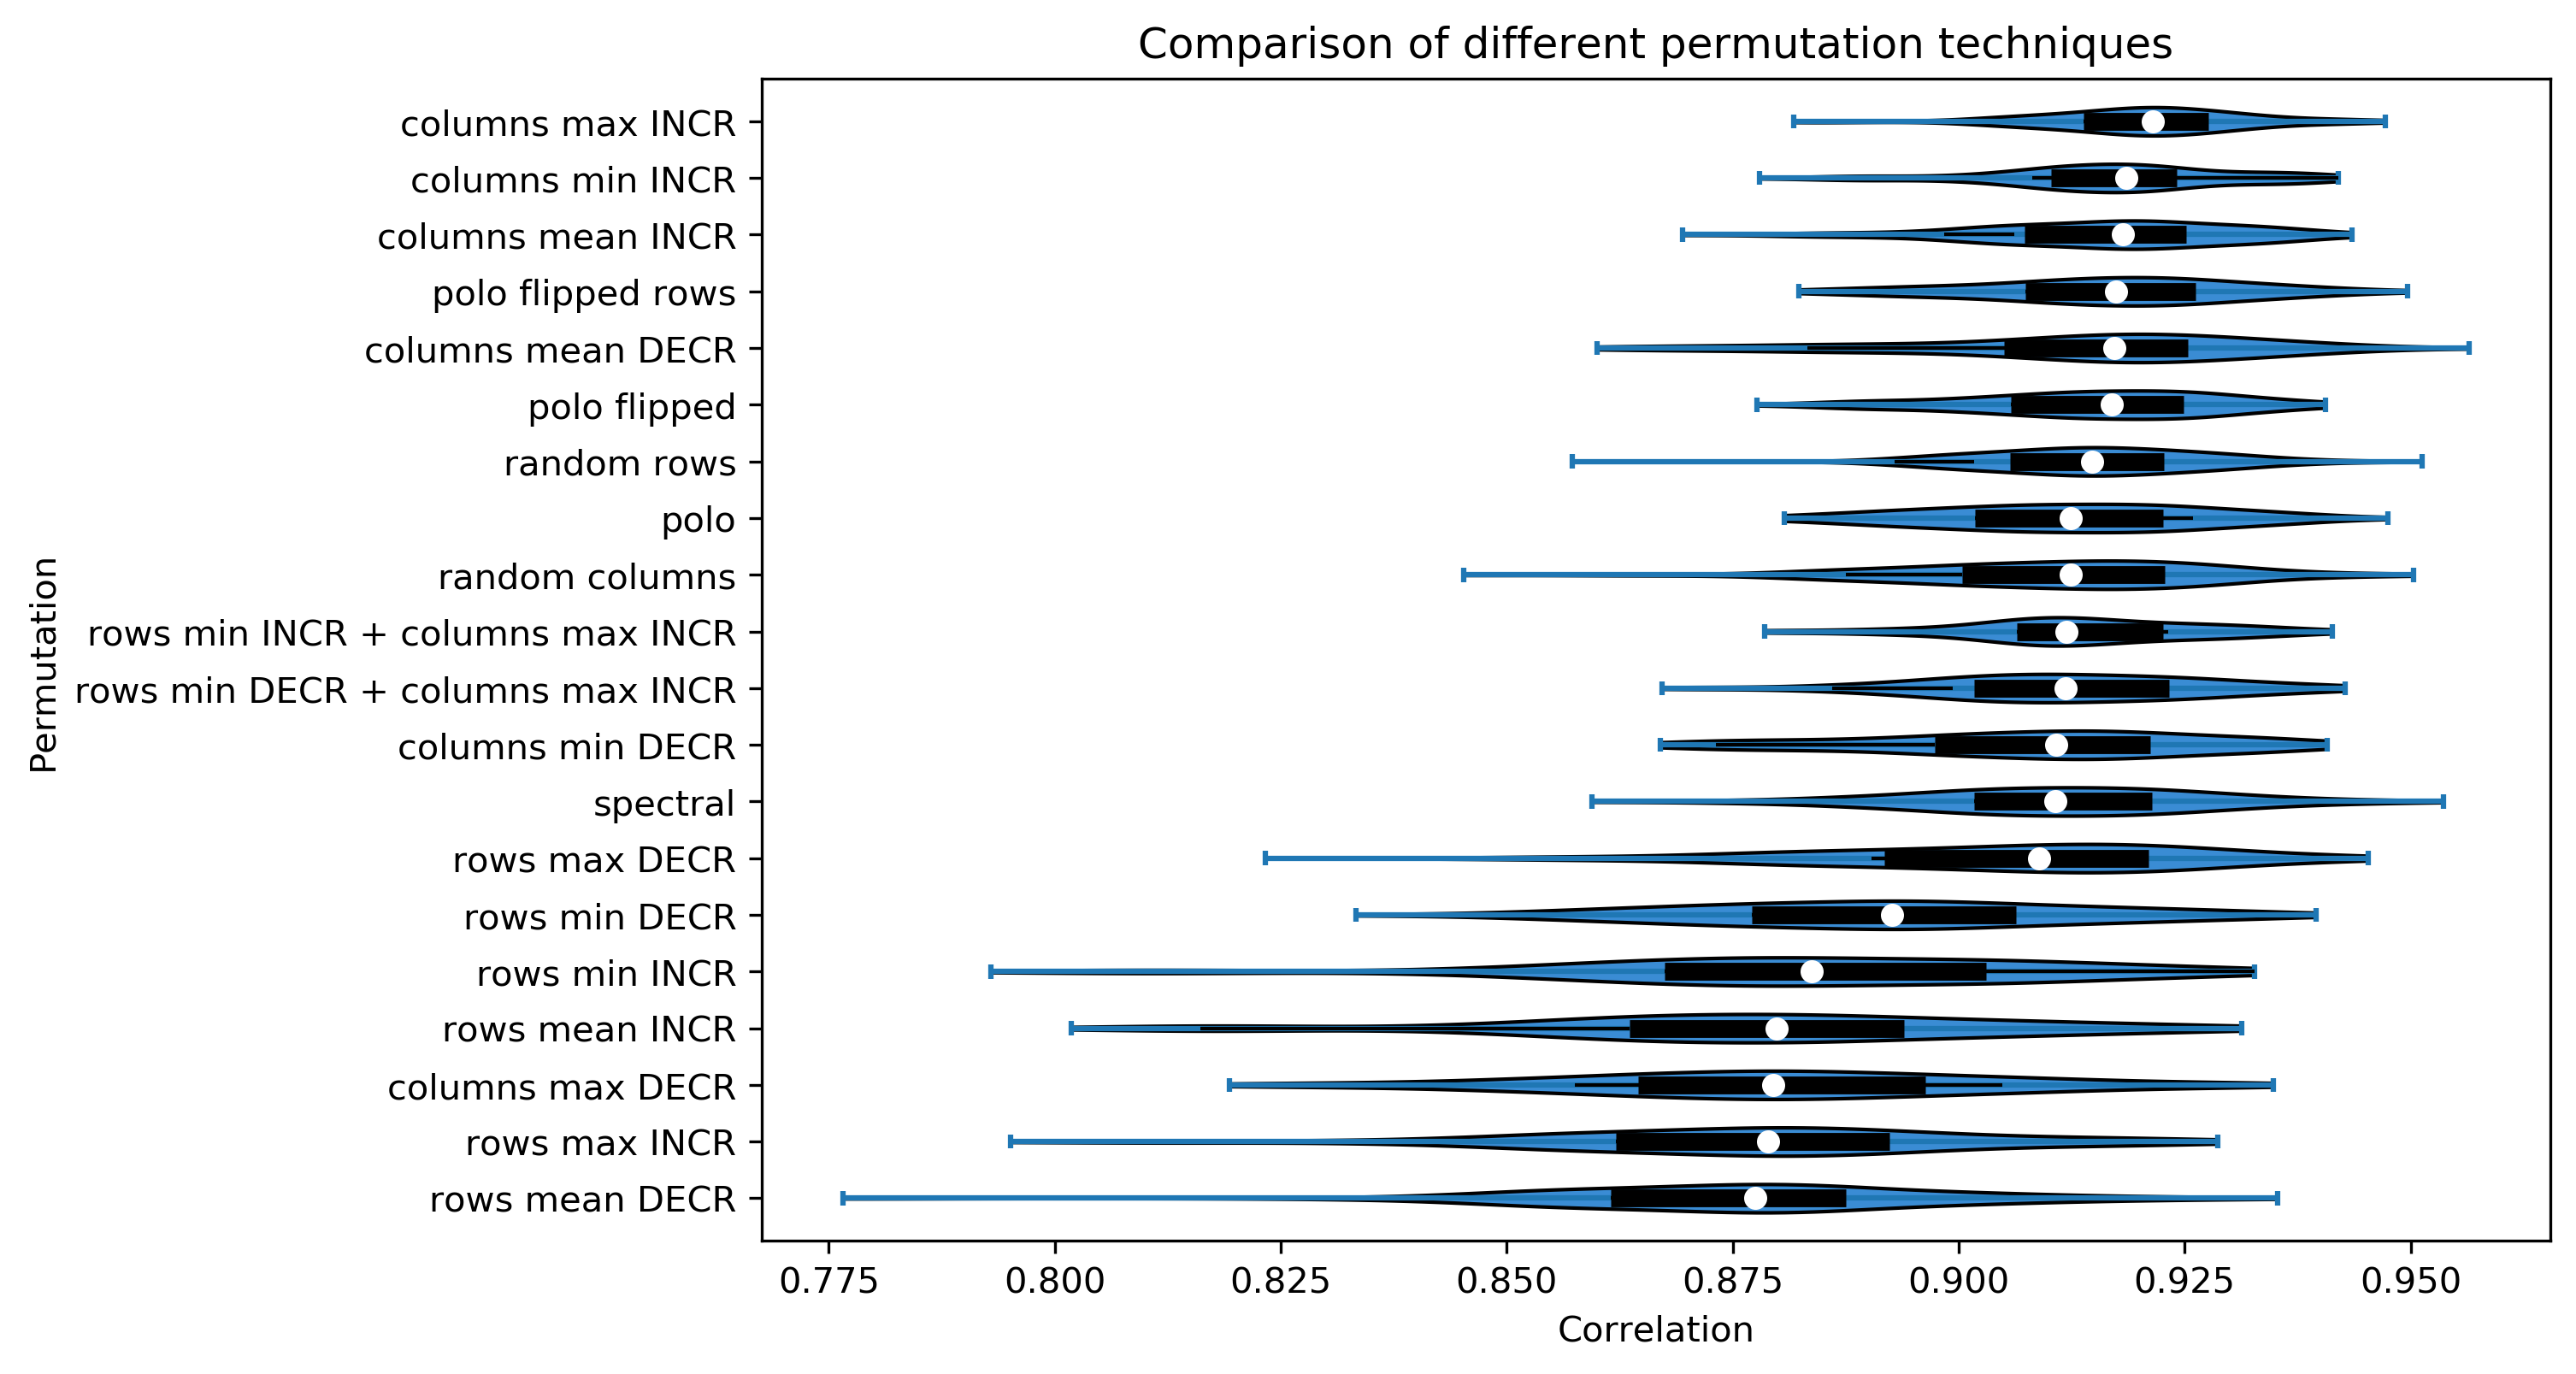 Comparison of different permutation techniques
Permutation
columns max INCR
columns min INCR
columns mean INCR
polo flipped rows
columns mean DECR
polo flipped
random rows
polo
random columns
rows min INCR + columns max INCR
rows min DECR + columns max INCR
columns min DECR
spectral
rows max DECR
rows min DECR
rows min INCR
rows mean INCR
columns max DECR
rows max INCR
rows mean DECR
0.775 0.800 0.825 0.850 0.875 0.900 0.925 0.950
Correlation